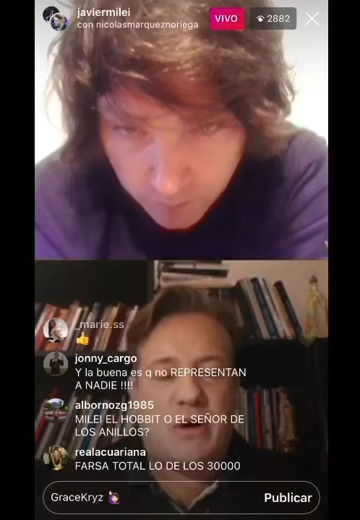 javiermilei
con nicolasmarqueznoriega
VIVO
2882
_marie.ss
👍
jonny_cargo
Y la buena es q no REPRESENTAN
A NADIE !!!!
albornozg1985
MILEI EL HOBBIT O EL SEÑOR DE
LOS ANILLOS?
realacuariana
FARSA TOTAL LO DE LOS 30000
GraceKryz 🙋🏻‍♀️
Publicar